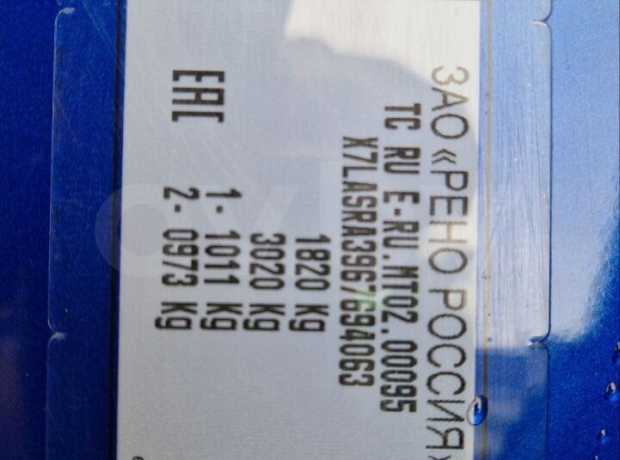 ЗАО «РЕНО РОССИЯ»
TC RU E-RU.MT02.00095
X7LASRA3967694063
1820 Kg
3020 Kg
1- 1011 Kg
2- 0973 Kg
EAC